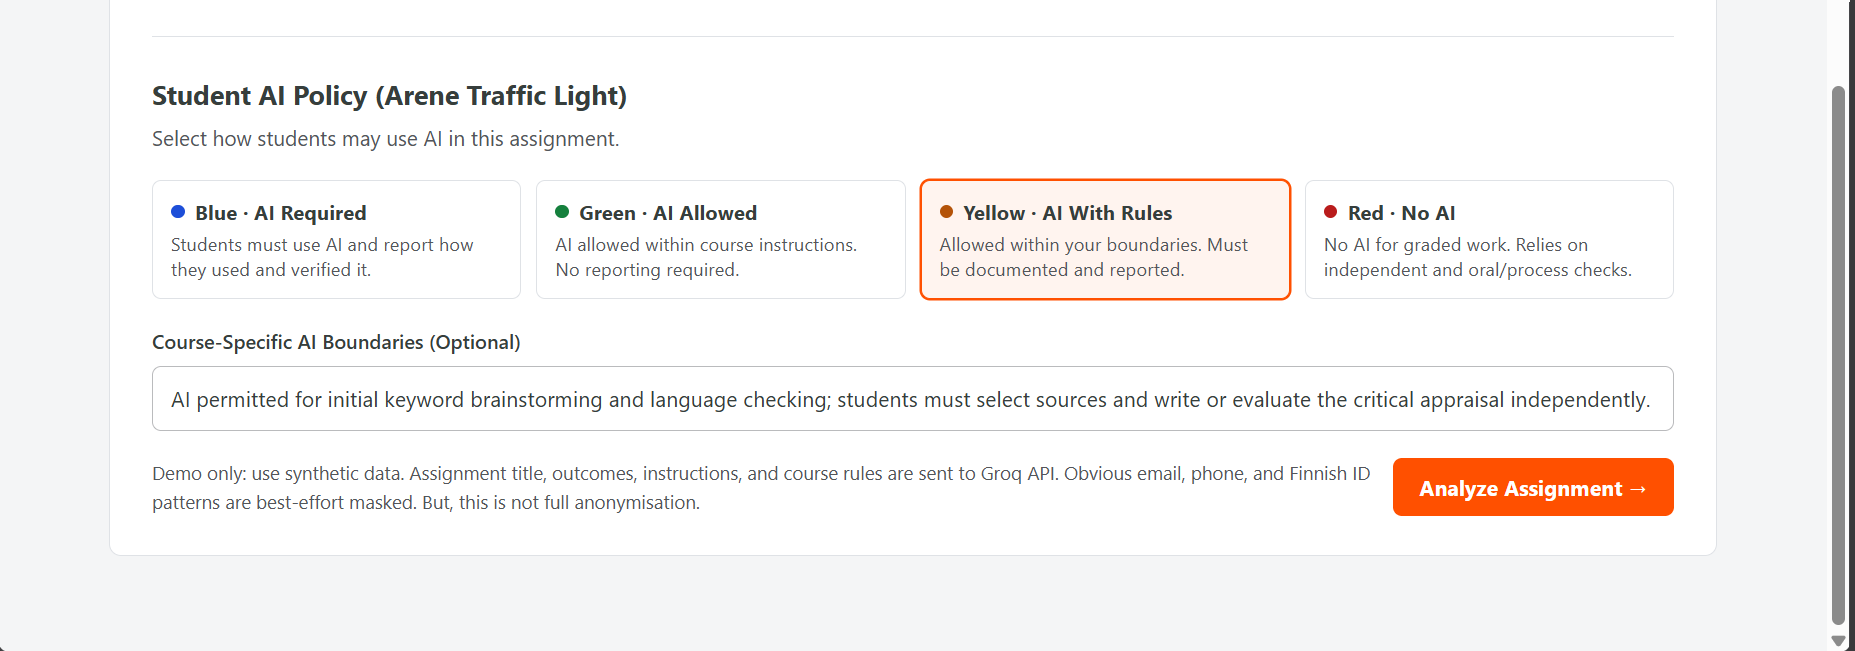 Student AI Policy (Arene Traffic Light)
Select how students may use AI in this assignment.
Blue · AI Required
Students must use AI and report how
they used and verified it.
Green · AI Allowed
AI allowed within course instructions.
No reporting required.
Yellow · AI With Rules
Allowed within your boundaries. Must
be documented and reported.
Red · No AI
No AI for graded work. Relies on
independent and oral/process checks.
Course-Specific AI Boundaries (Optional)
AI permitted for initial keyword brainstorming and language checking; students must select sources and write or evaluate the critical appraisal independently.
Demo only: use synthetic data. Assignment title, outcomes, instructions, and course rules are sent to Groq API. Obvious email, phone, and Finnish ID
patterns are best-effort masked. But, this is not full anonymisation.
Analyze Assignment →